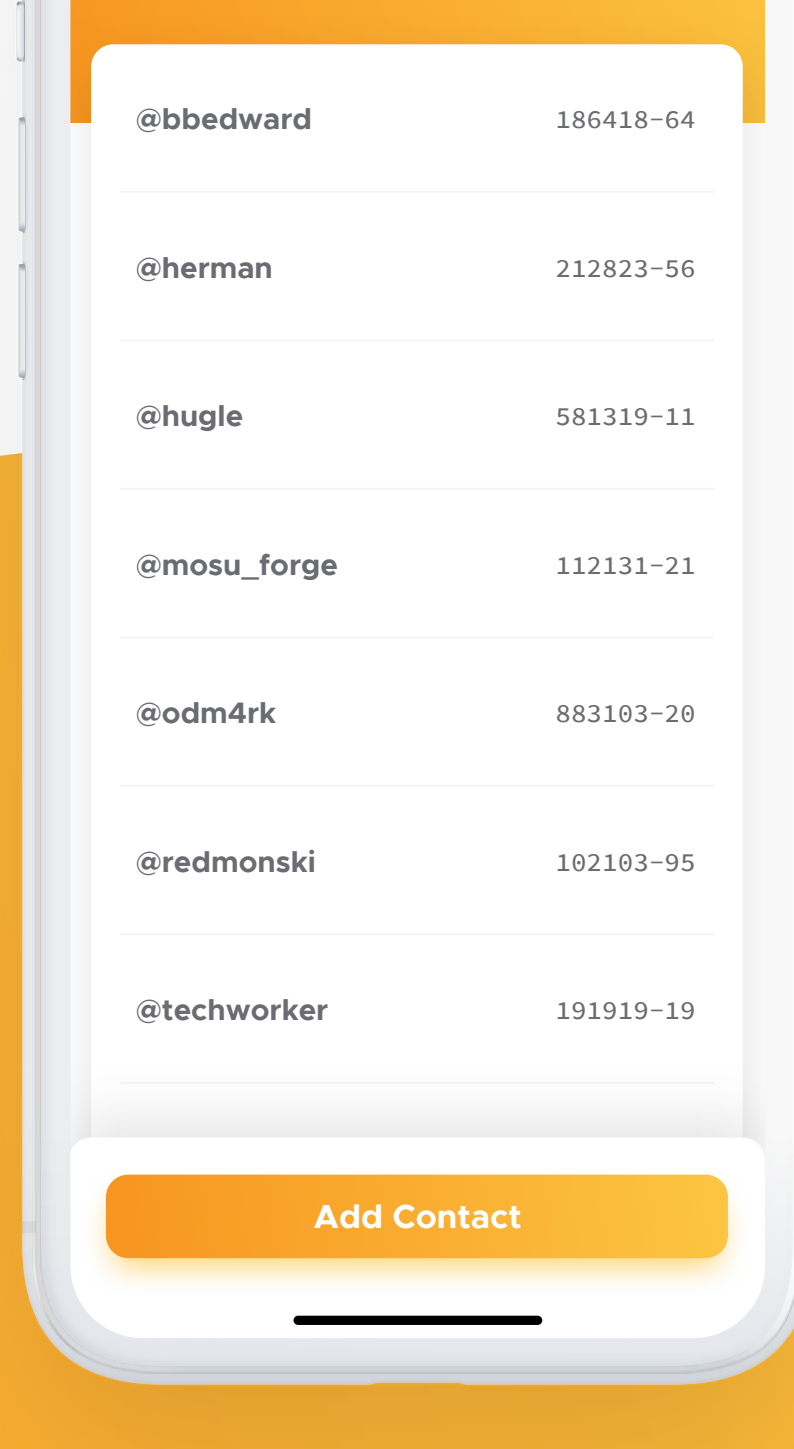 @bbedward 186418-64
@herman 212823-56
@hugle 581319-11
@mosu_forge 112131-21
@odm4rk 883103-20
@redmonski 102103-95
@techworker 191919-19
Add Contact